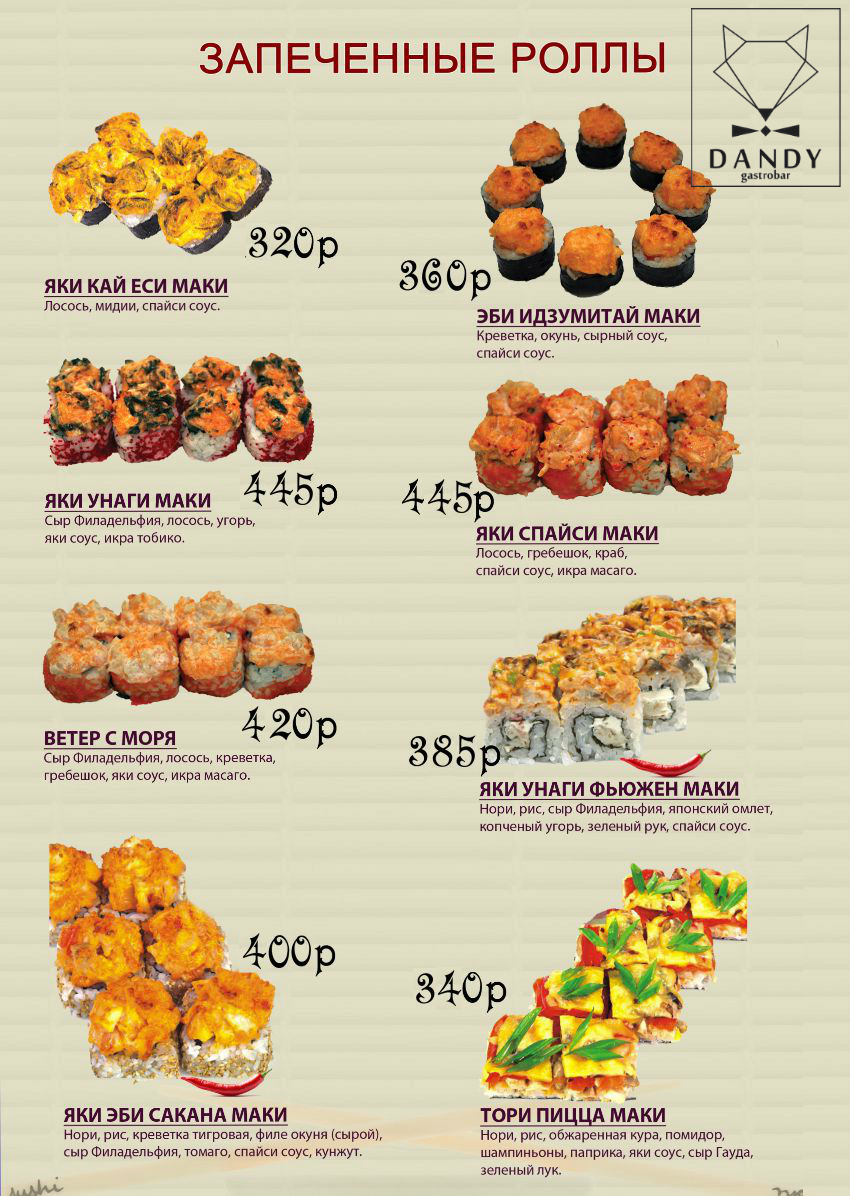 ЗАПЕЧЕННЫЕ РОЛЛЫ
DANDY
gastrobar
320р
ЯКИ КАЙ ЕСИ МАКИ
Лосось, мидии, спайси соус.
360р
ЭБИ ИДЗУМИТАЙ МАКИ
Креветка, окунь, сырный соус,
спайси соус.
445р
ЯКИ УНАГИ МАКИ
Сыр Филадельфия, лосось, угорь,
яки соус, икра тобико.
445р
ЯКИ СПАЙСИ МАКИ
Лосось, гребешок, краб,
спайси соус, икра масаго.
420р
ВЕТЕР С МОРЯ
Сыр Филадельфия, лосось, креветка,
гребешок, яки соус, икра масаго.
385р
ЯКИ УНАГИ ФЬЮЖЕН МАКИ
Нори, рис, сыр Филадельфия, японский омлет,
копченый угорь, зеленый рук, спайси соус.
400р
ЯКИ ЭБИ САКАНА МАКИ
Нори, рис, креветка тигровая, филе окуня (сырой),
сыр Филадельфия, томаго, спайси соус, кунжут.
340р
ТОРИ ПИЦЦА МАКИ
Нори, рис, обжаренная кура, помидор,
шампиньоны, паприка, яки соус, сыр Гауда,
зеленый лук.
sushi